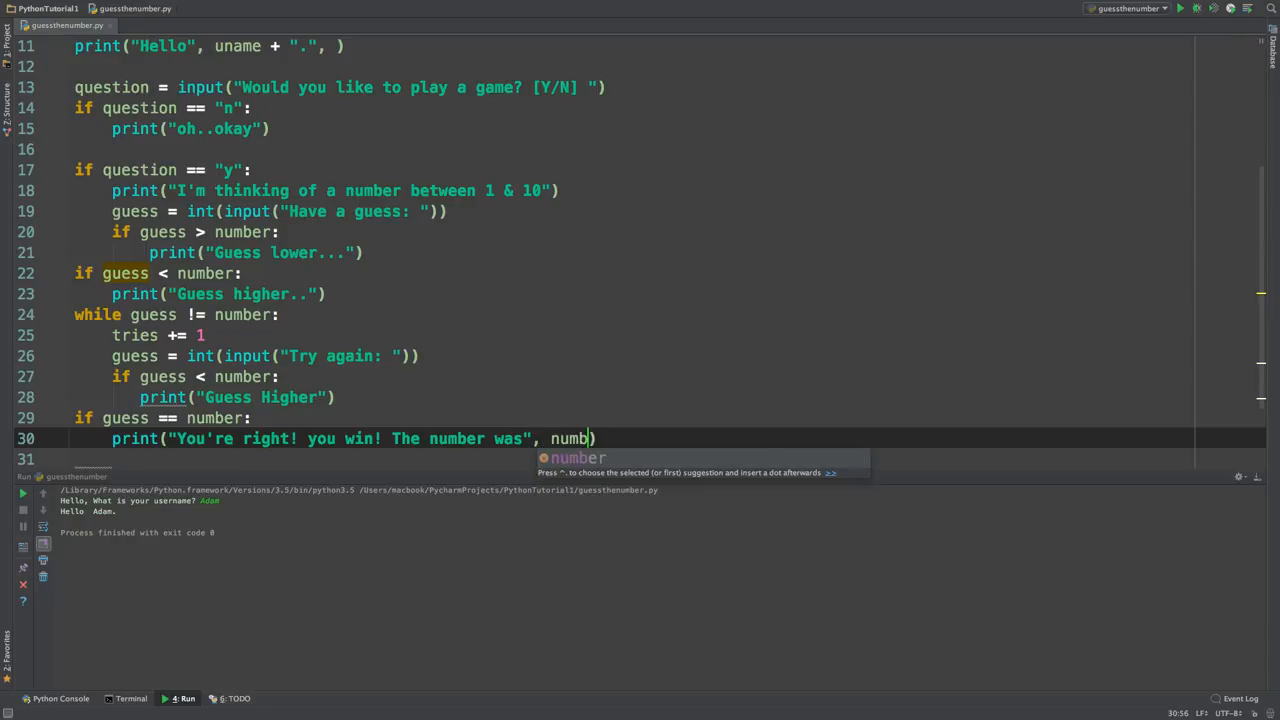 PythonTutorial1 guessthenumber.py guessthenumber
guessthenumber.py
11 print("Hello", uname + ".", )
12
13 question = input("Would you like to play a game? [Y/N] ")
14 if question == "n":
15 print("oh..okay")
16
17 if question == "y":
18 print("I'm thinking of a number between 1 & 10")
19 guess = int(input("Have a guess: "))
20 if guess > number:
21 print("Guess lower...")
22 if guess < number:
23 print("Guess higher..")
24 while guess != number:
25 tries += 1
26 guess = int(input("Try again: "))
27 if guess < number:
28 print("Guess Higher")
29 if guess == number:
30 print("You're right! you win! The number was", numb)
31 number
Press ^. to choose the selected (or first) suggestion and insert a dot afterwards >>
Run guessthenumber
/Library/Frameworks/Python.framework/Versions/3.5/bin/python3.5 /Users/macbook/PycharmProjects/PythonTutorial1/guessthenumber.py
Hello, What is your username? Adam
Hello Adam.
Process finished with exit code 0
1: Project
7: Structure
2: Favorites
Database
Python Console Terminal 4: Run 6: TODO Event Log
30:56 LF÷ UTF-8÷